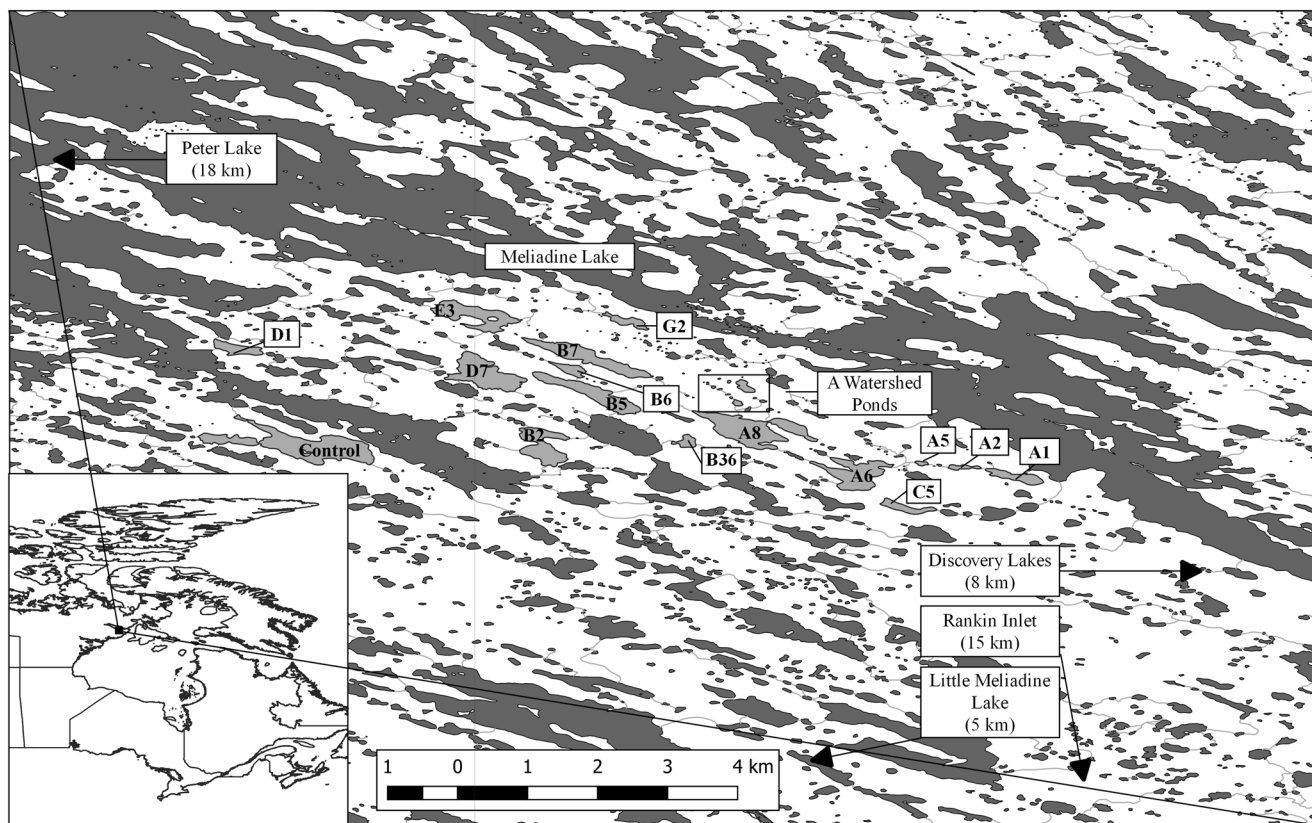 Peter Lake
(18 km)
Meliadine Lake
E3
G2
D1
B7
D7
B6
A Watershed
Ponds
B5
B2
A8
Control
B36
A5
A2
A1
A6
C5
Discovery Lakes
(8 km)
Rankin Inlet
(15 km)
Little Meliadine
Lake
(5 km)
1 0 1 2 3 4 km